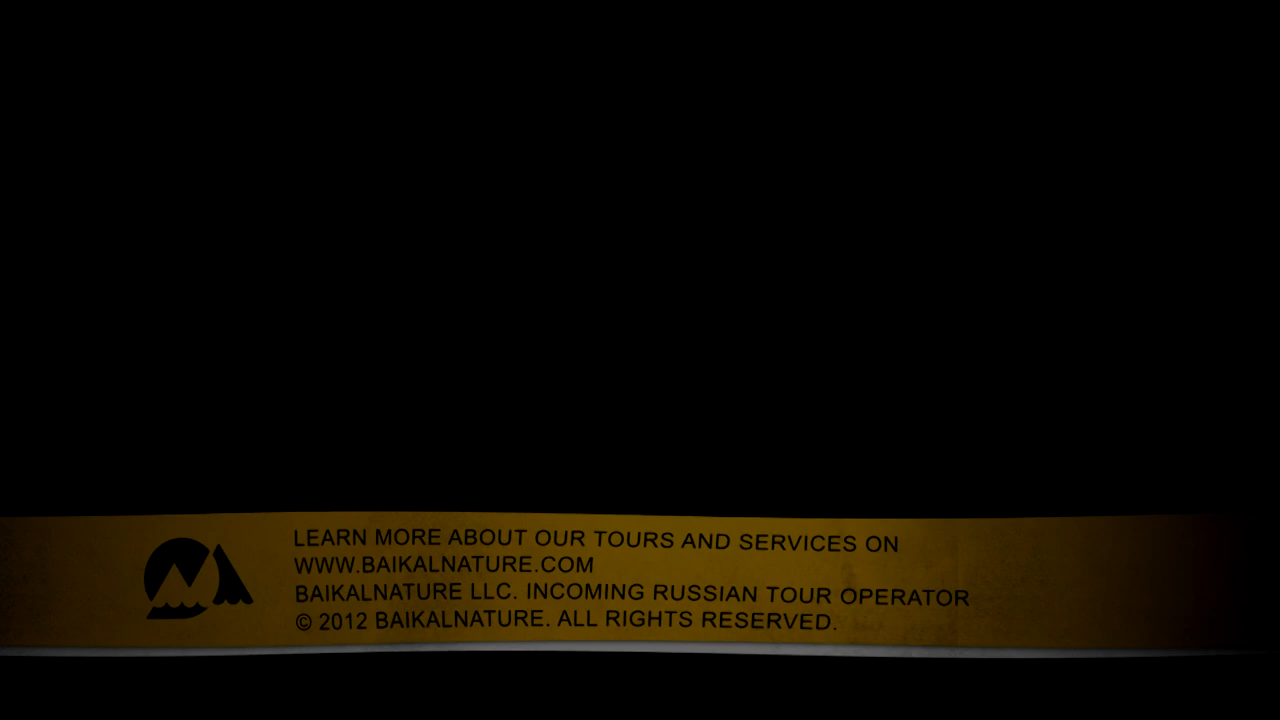 LEARN MORE ABOUT OUR TOURS AND SERVICES ON
WWW.BAIKALNATURE.COM
BAIKALNATURE LLC. INCOMING RUSSIAN TOUR OPERATOR
© 2012 BAIKALNATURE. ALL RIGHTS RESERVED.